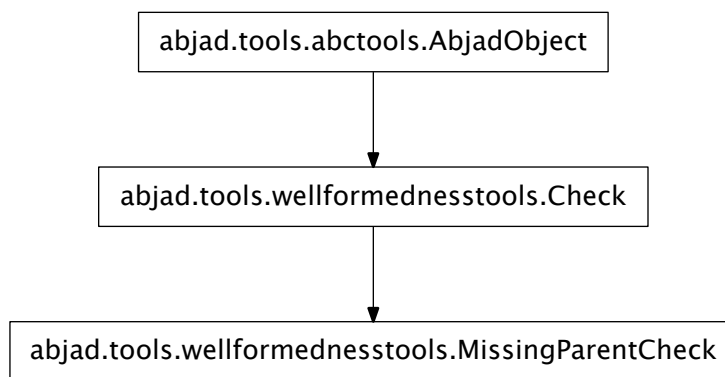 abjad.tools.abctools.AbjadObject
abjad.tools.wellformednesstools.Check
abjad.tools.wellformednesstools.MissingParentCheck